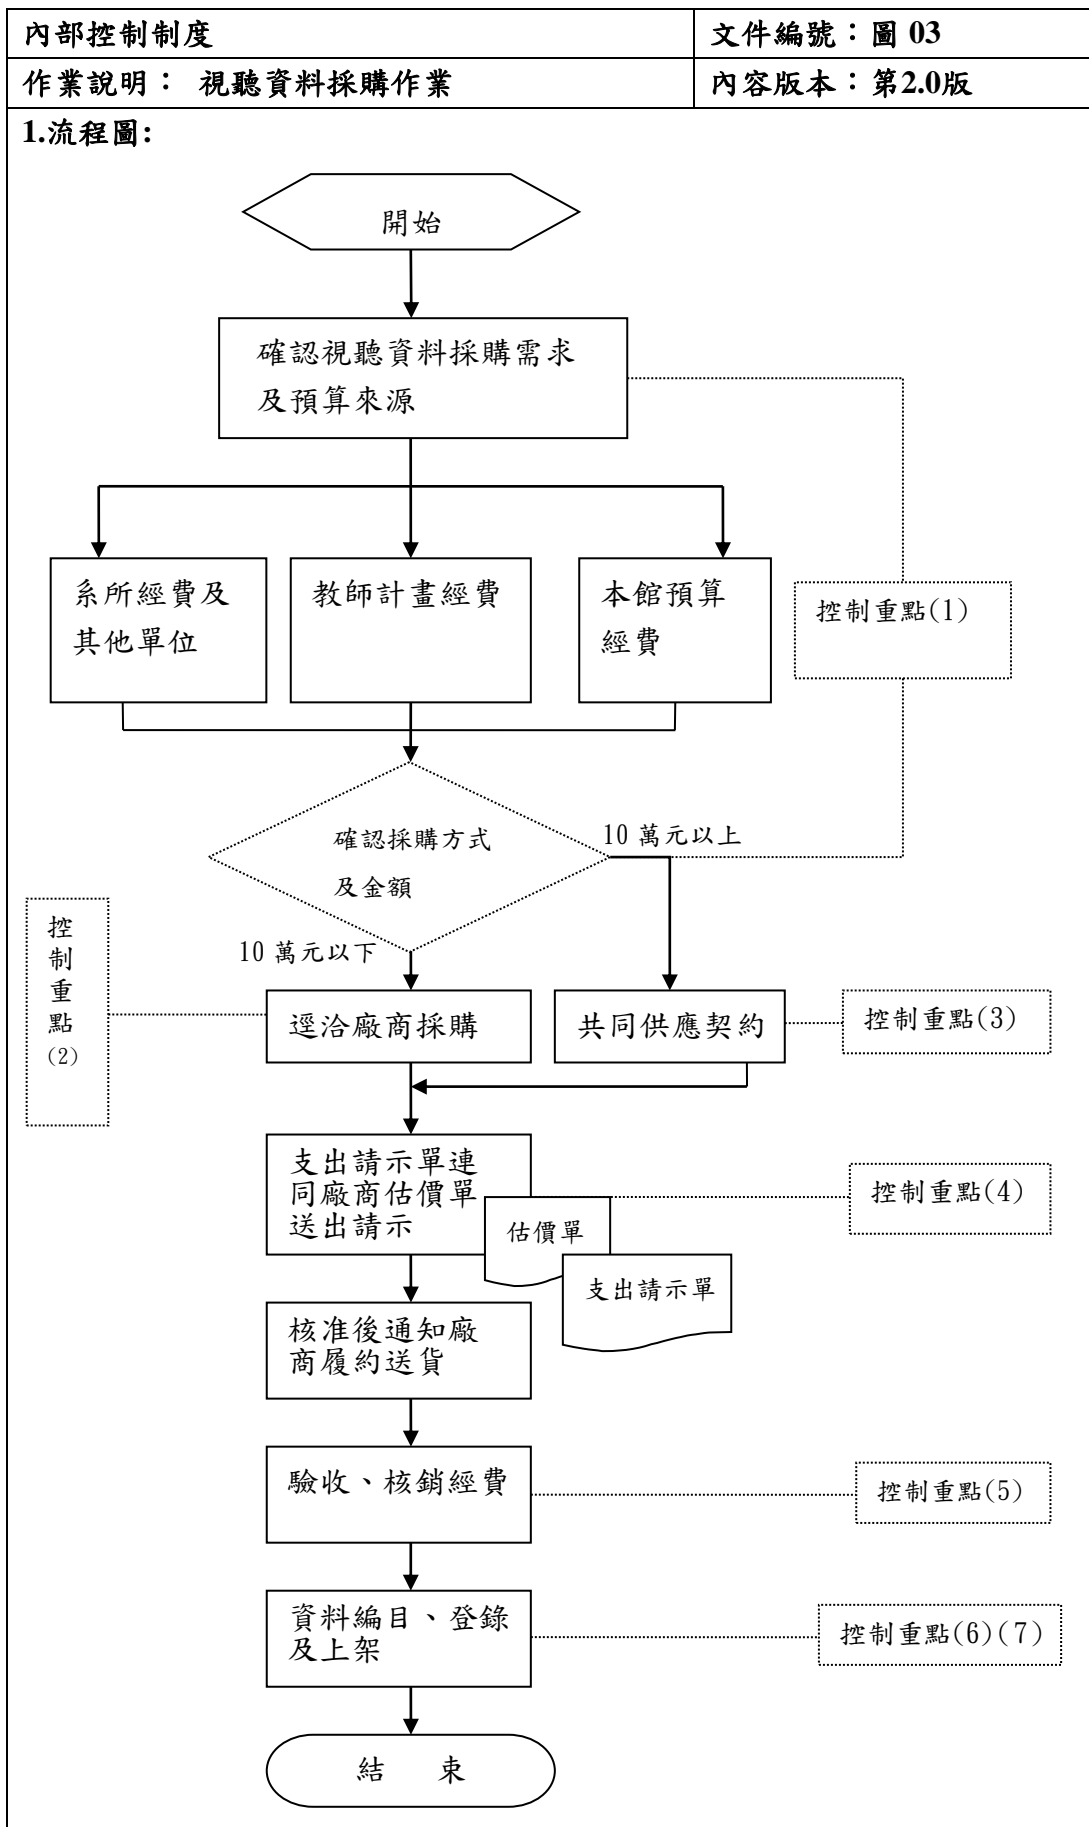 內部控制制度
文件編號：圖 03
作業說明： 視聽資料採購作業
內容版本：第2.0版
1.流程圖:
開始
確認視聽資料採購需求
及預算來源
系所經費及
其他單位
教師計畫經費
本館預算
經費
控制重點(1)
確認採購方式
及金額
10 萬元以上
10 萬元以下
控
制
重
點
(2)
逕洽廠商採購
共同供應契約
控制重點(3)
支出請示單連
同廠商估價單
送出請示
估價單
支出請示單
控制重點(4)
核准後通知廠
商履約送貨
驗收、核銷經費
控制重點(5)
資料編目、登錄
及上架
控制重點(6)(7)
結 束